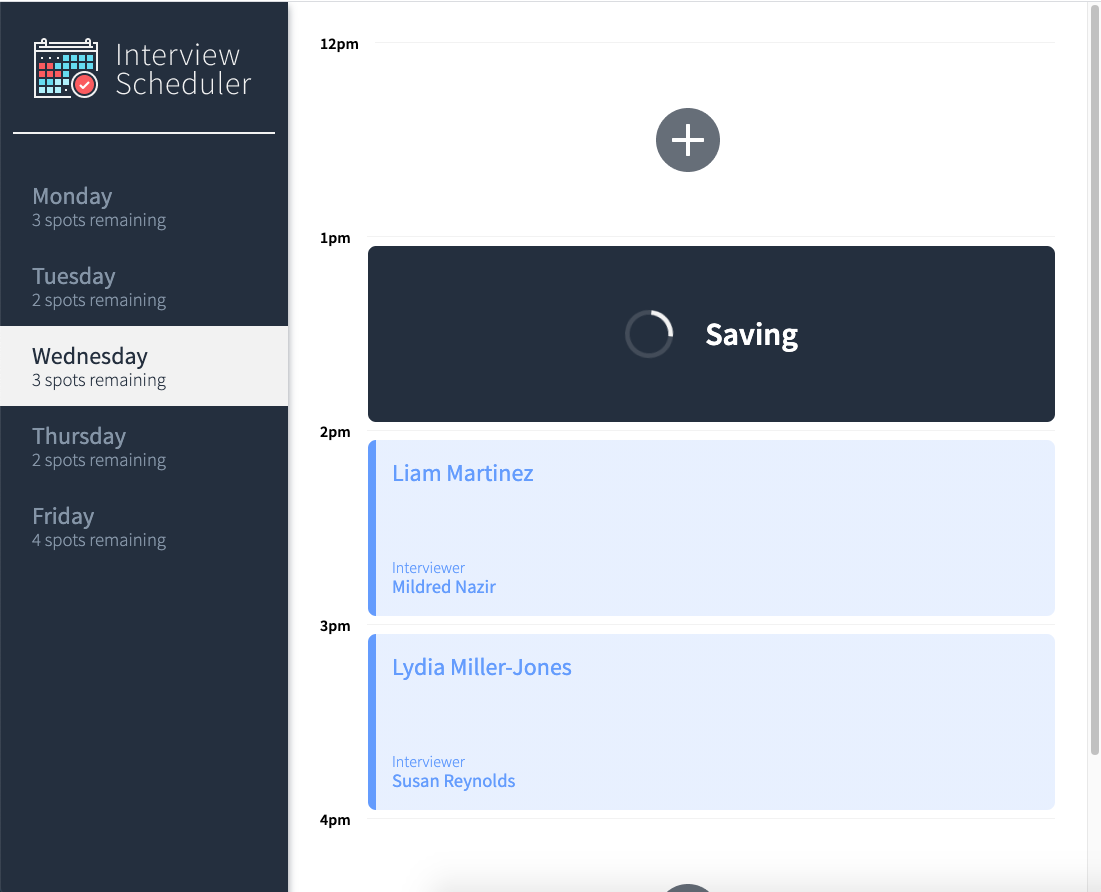 Interview
Scheduler
Monday
3 spots remaining
Tuesday
2 spots remaining
Wednesday
3 spots remaining
Thursday
2 spots remaining
Friday
4 spots remaining
12pm
1pm
Saving
2pm
Liam Martinez
Interviewer
Mildred Nazir
3pm
Lydia Miller-Jones
Interviewer
Susan Reynolds
4pm